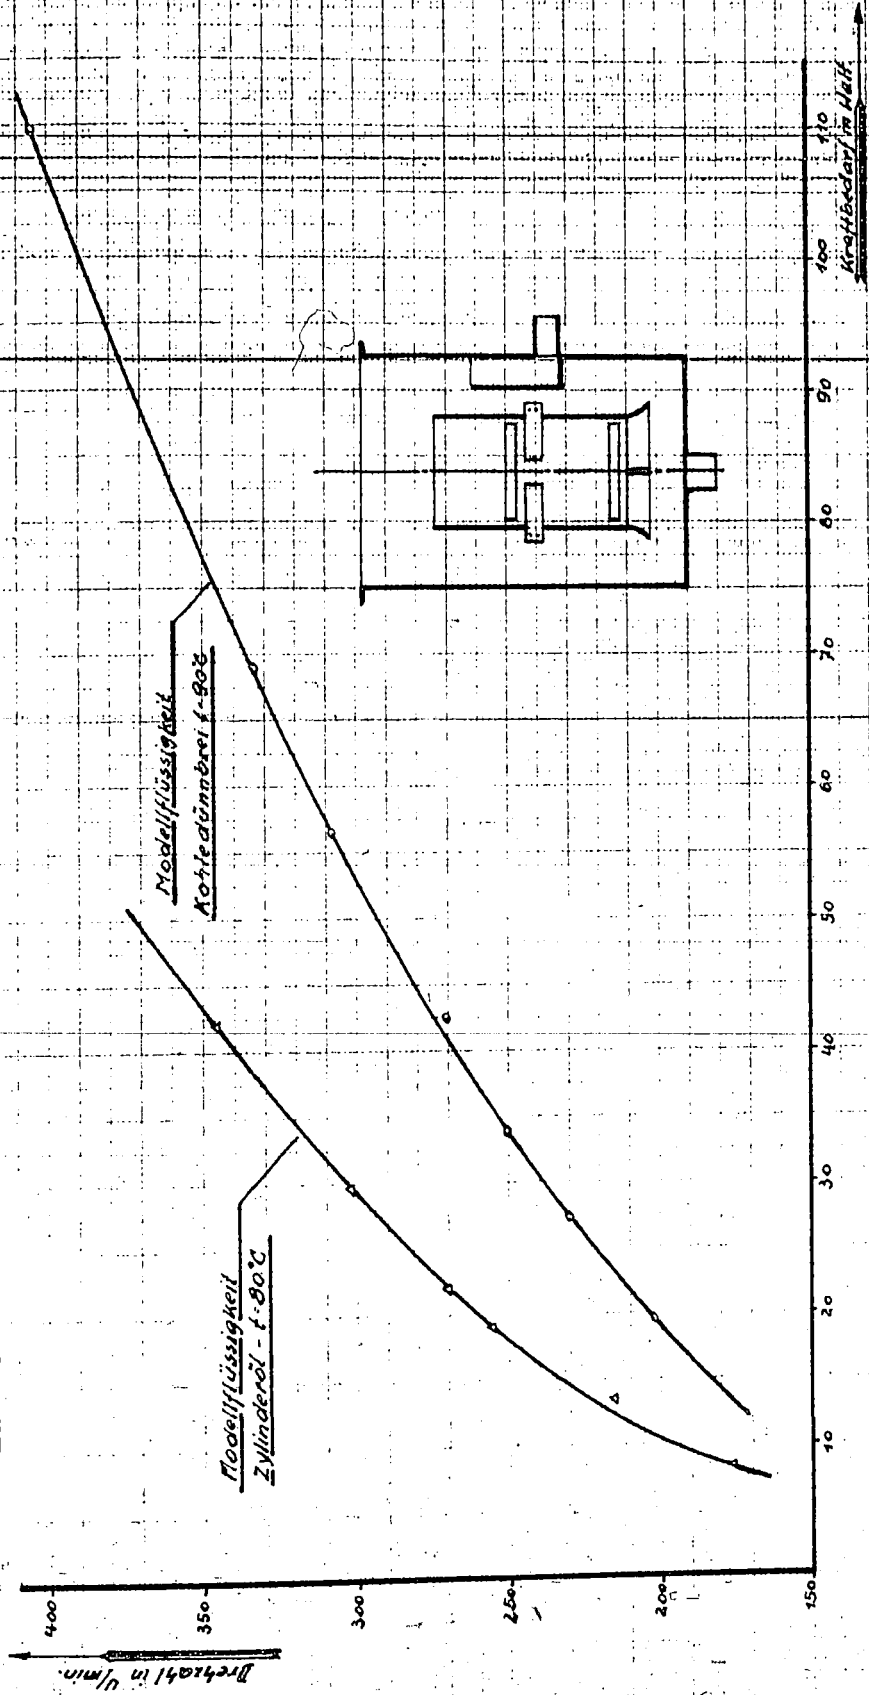 Drehzahl in U/min.
400
350
300
250
200
150
10
20
30
40
50
60
70
80
90
100
110
Kraftbedarf in Watt
Modellflüssigkeit
Kohledünnbrei t=90°C
Modellflüssigkeit
Zylinderöl - t=80°C